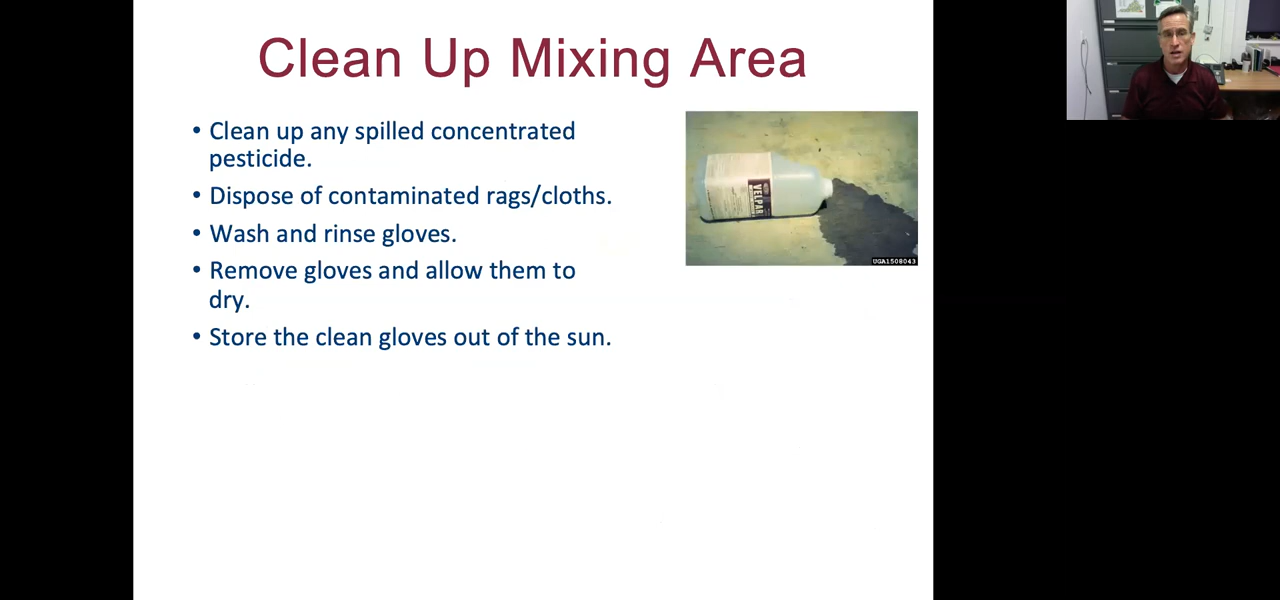 Clean Up Mixing Area
• Clean up any spilled concentrated
pesticide.
• Dispose of contaminated rags/cloths.
• Wash and rinse gloves.
• Remove gloves and allow them to
dry.
• Store the clean gloves out of the sun.
VELPAR
UGA1508043